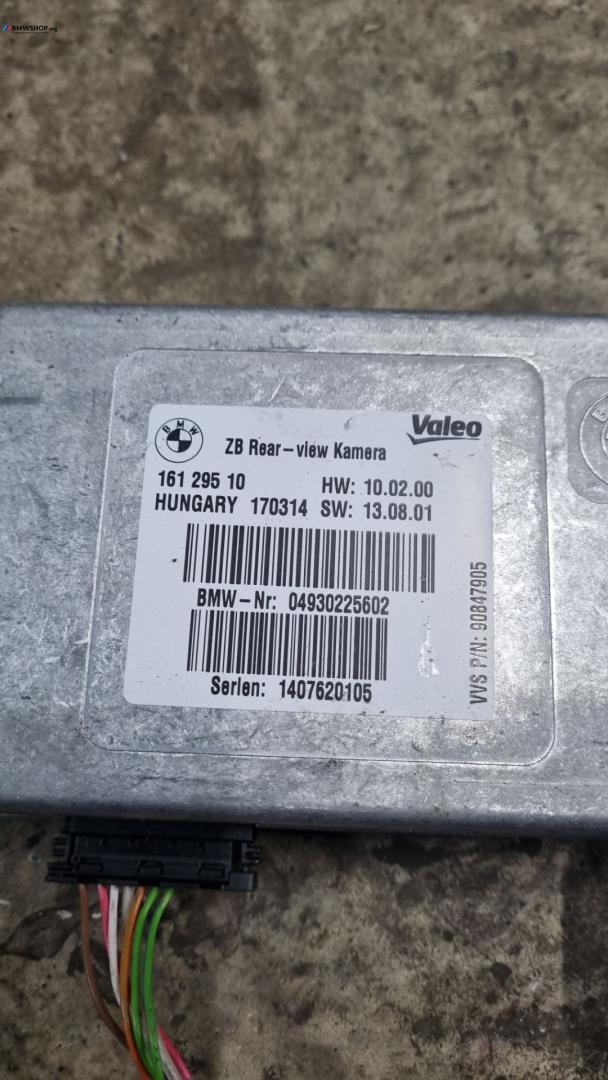 BMWSHOP.org
Valeo
BMW
ZB Rear-view Kamera
161 295 10
HW: 10.02.00
HUNGARY 170314 SW: 13.08.01
BMW-Nr: 04930225602
Serien: 1407620105
VVS P/N: 90847905